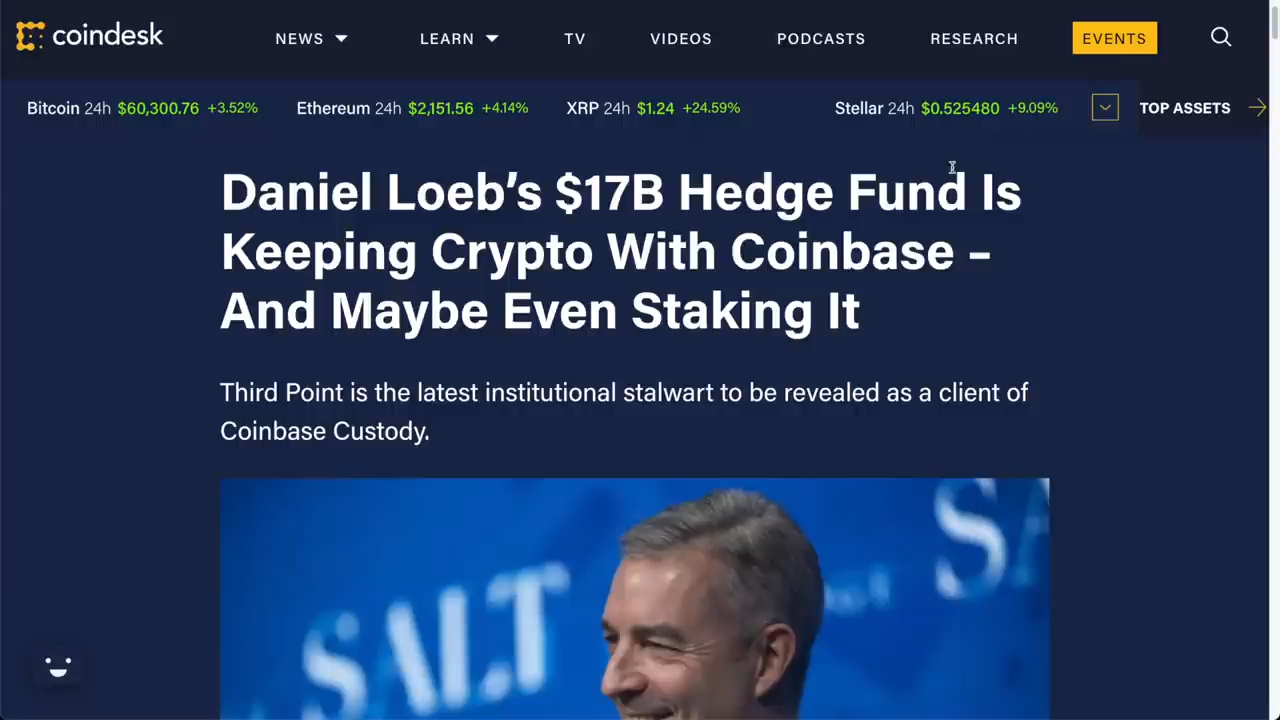 coindesk
NEWS LEARN TV VIDEOS PODCASTS RESEARCH EVENTS
Bitcoin 24h $60,300.76 +3.52% Ethereum 24h $2,151.56 +4.14% XRP 24h $1.24 +24.59% Stellar 24h $0.525480 +9.09% TOP ASSETS
Daniel Loeb’s $17B Hedge Fund Is
Keeping Crypto With Coinbase –
And Maybe Even Staking It
Third Point is the latest institutional stalwart to be revealed as a client of
Coinbase Custody.
SALT
SA